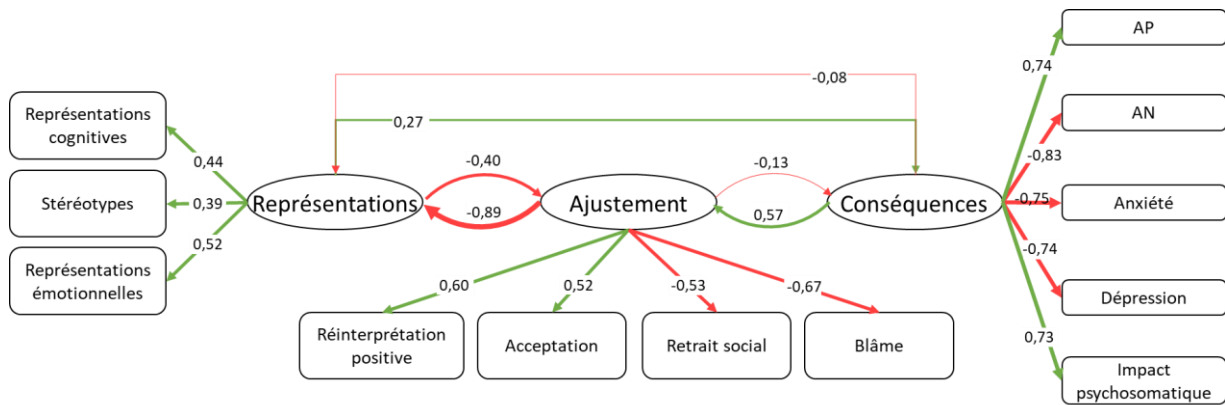 AP
-0,08
0,74
Représentations
cognitives
AN
0,27
0,44
-0,40
-0,13
-0,83
Stéréotypes
0,39
Représentations
Ajustement
Conséquences
-0,75
Anxiété
-0,89
0,57
0,52
-0,74
Représentations
émotionnelles
0,60
0,52
-0,53
-0,67
Dépression
Réinterprétation
positive
Acceptation
Retrait social
Blâme
0,73
Impact
psychosomatique